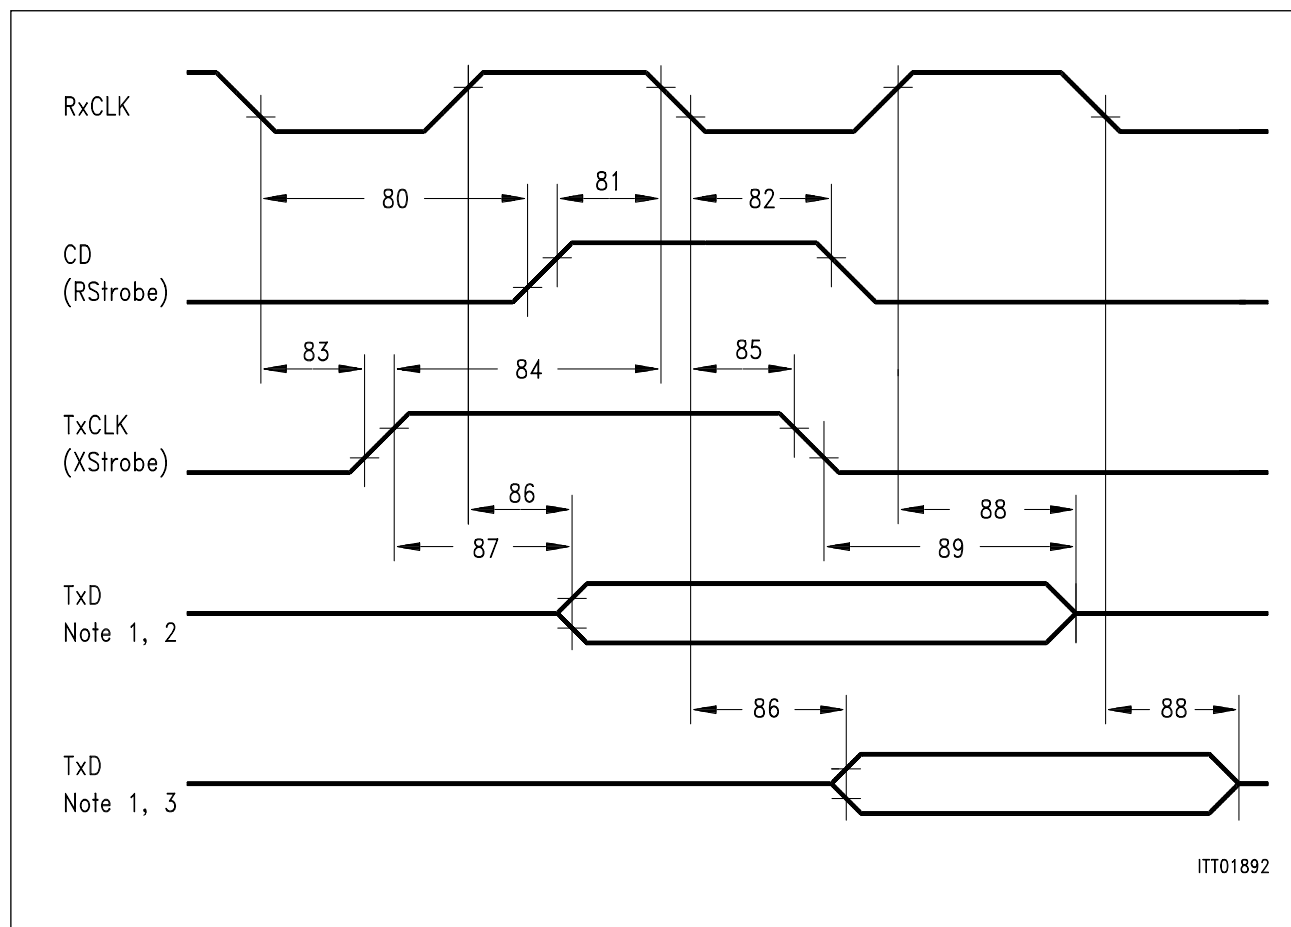 RxCLK
80
81
82
CD
(RStrobe)
83
84
85
TxCLK
(XStrobe)
86
88
87
89
TxD
Note 1, 2
86
88
TxD
Note 1, 3
ITT01892